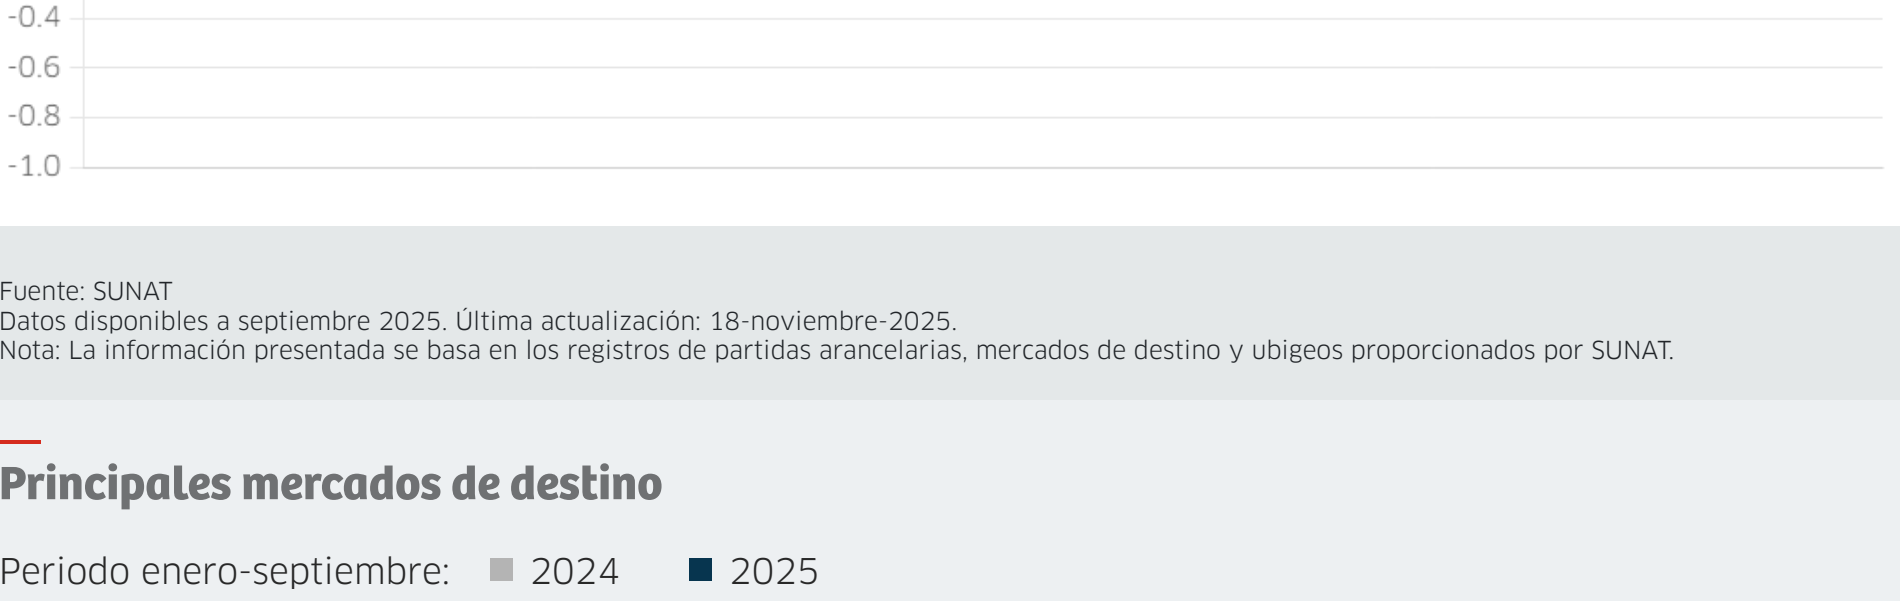 -0.4
-0.6
-0.8
-1.0
Fuente: SUNAT
Datos disponibles a septiembre 2025. Última actualización: 18-noviembre-2025.
Nota: La información presentada se basa en los registros de partidas arancelarias, mercados de destino y ubigeos proporcionados por SUNAT.
Principales mercados de destino
Periodo enero-septiembre: 2024 2025